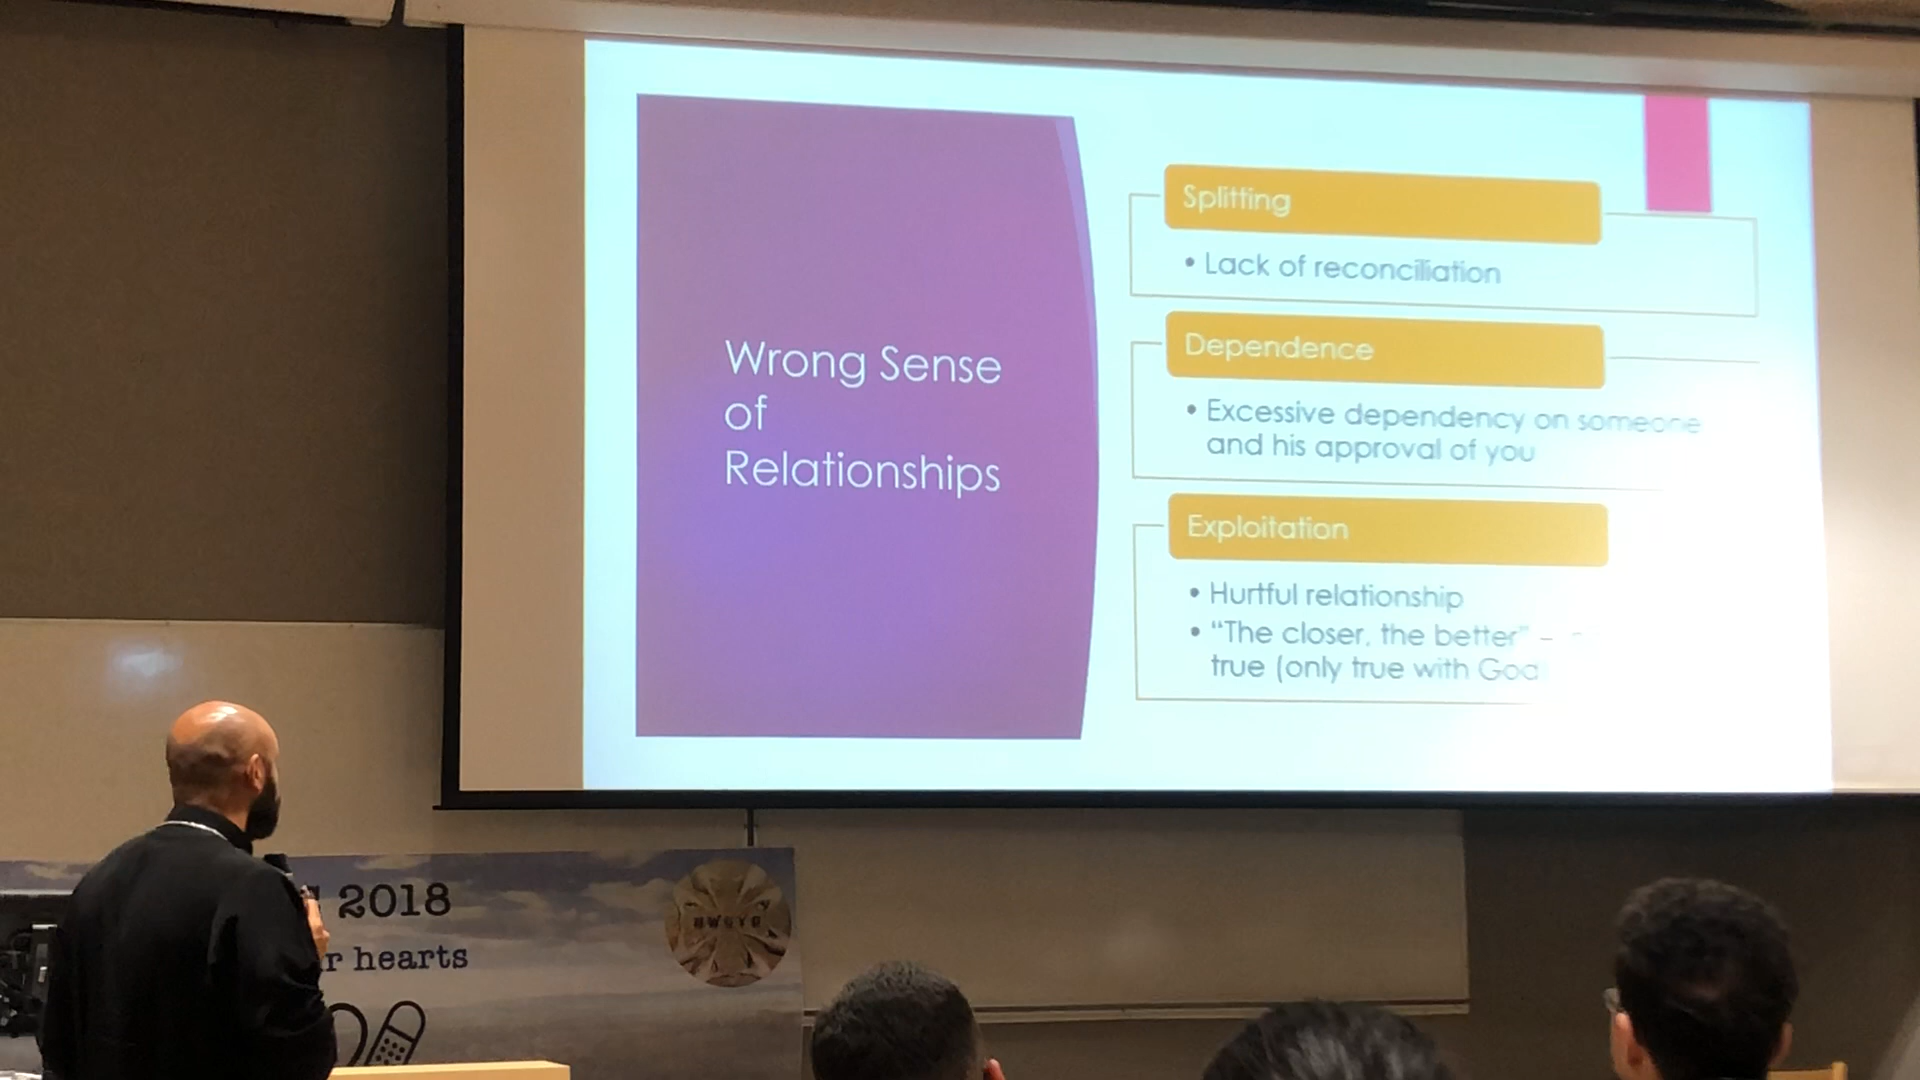 Wrong Sense
of
Relationships
Splitting
• Lack of reconciliation
Dependence
• Excessive dependency on someone
and his approval of you
Exploitation
• Hurtful relationship
• “The closer, the better” –
true (only true with God
2018
hearts